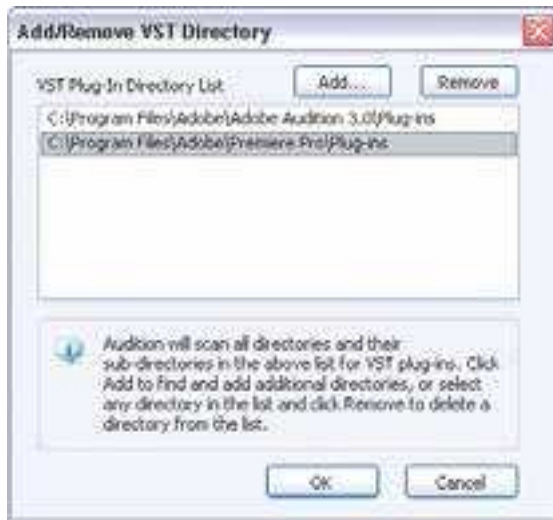 Add/Remove VST Directory
VST Plug-In Directory List
Add...
Remove
C:\Program Files\Adobe\Adobe Audition 3.0\Plug-ins
C:\Program Files\Adobe\Premiere Pro\Plug-ins
Audition will scan all directories and their
sub-directories in the above list for VST plug-ins. Click
Add to find and add additional directories, or select
any directory in the list and click Remove to delete a
directory from the list.
OK
Cancel